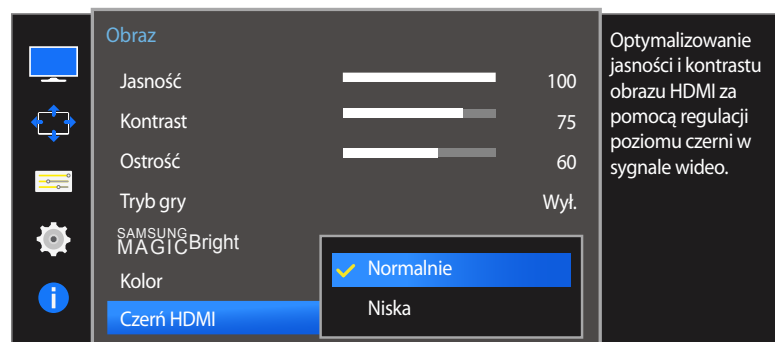 Obraz
Jasność 100
Kontrast 75
Ostrość 60
Tryb gry Wył.
SAMSUNG
MAGICBright
Kolor
Czerń HDMI
Normalnie
Niska
Optymalizowanie
jasności i kontrastu
obrazu HDMI za
pomocą regulacji
poziomu czerni w
sygnale wideo.